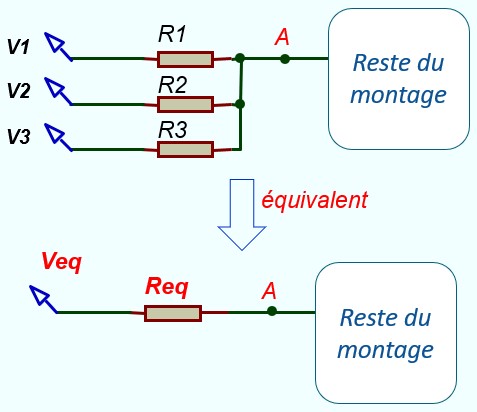 R1
A
V1
Reste du
montage
V2
R2
V3
R3
équivalent
Veq
Req
A
Reste du
montage